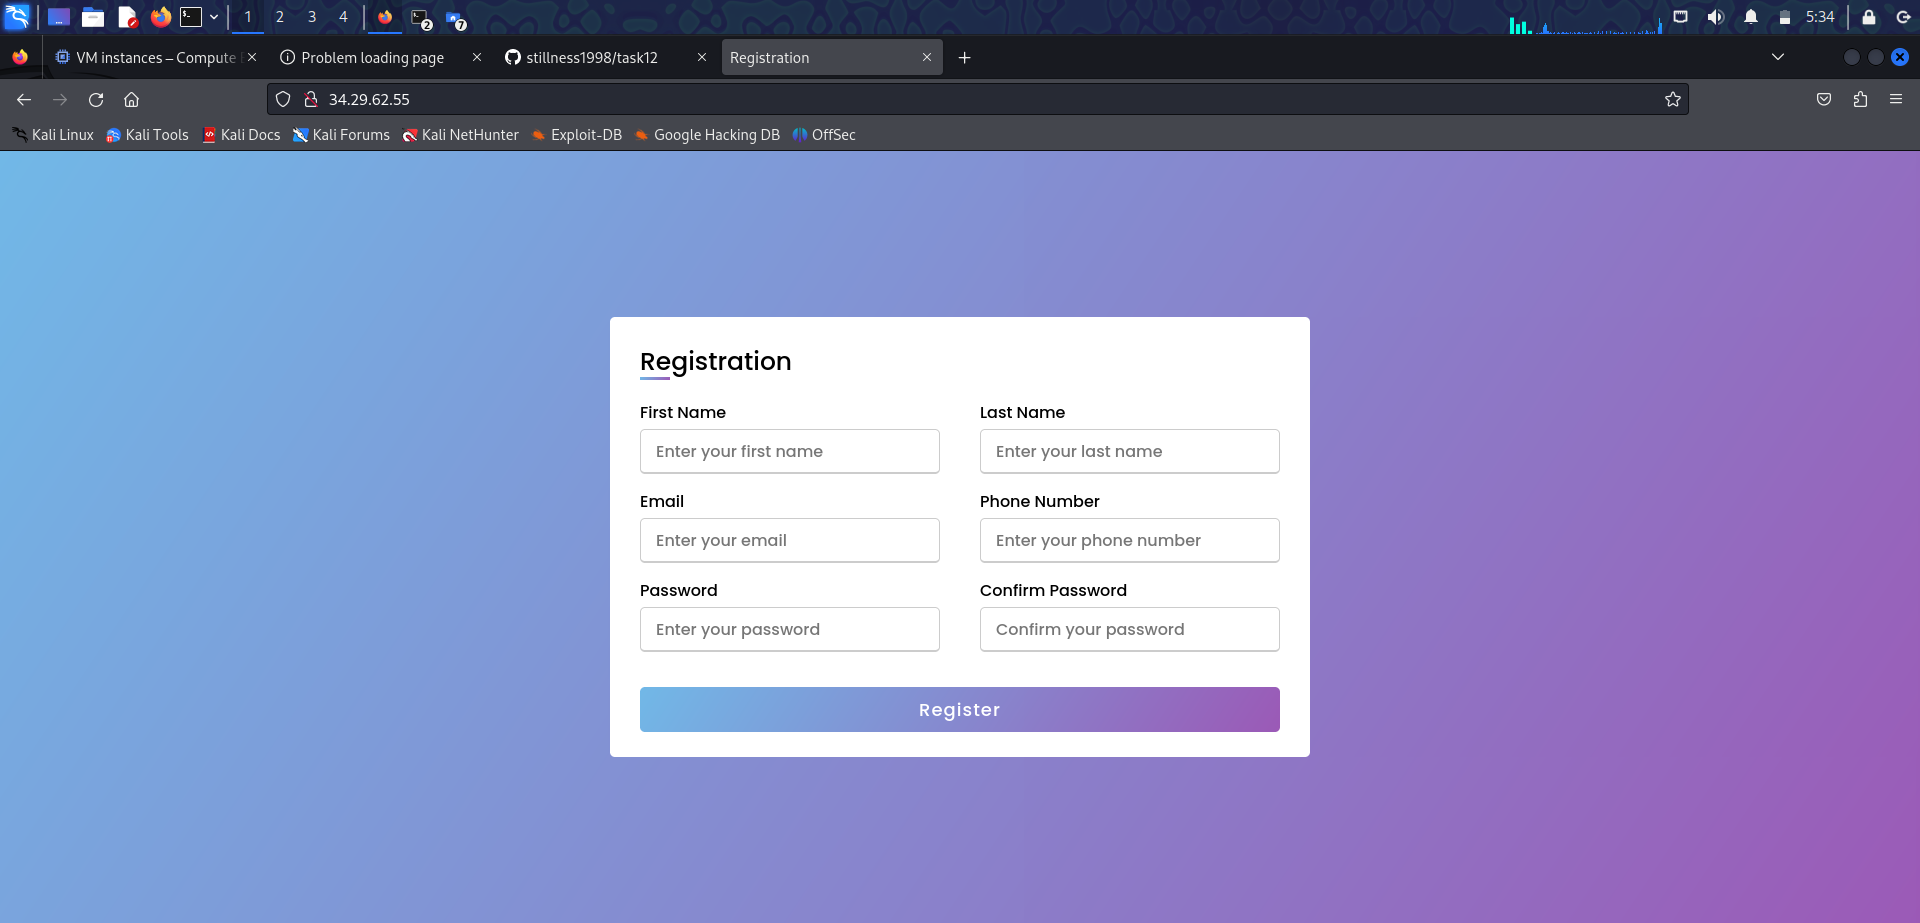 1 2 3 4 2 7 5:34
VM instances – Compute Problem loading page stillness1998/task12 Registration
34.29.62.55
Kali Linux Kali Tools Kali Docs Kali Forums Kali NetHunter Exploit-DB Google Hacking DB OffSec
Registration
First Name Last Name
Enter your first name Enter your last name
Email Phone Number
Enter your email Enter your phone number
Password Confirm Password
Enter your password Confirm your password
Register